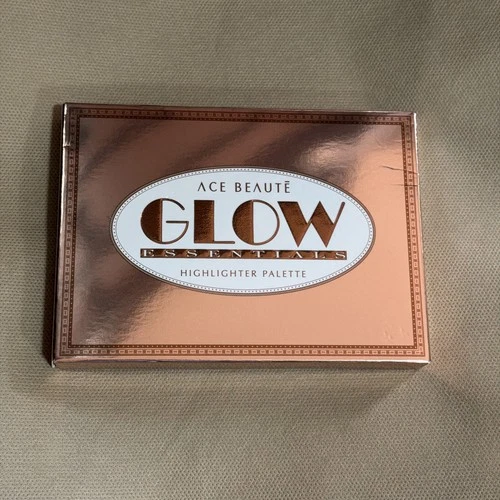 ACE BEAUTĒ
GLOW
ESSENTIALS
HIGHLIGHTER PALETTE